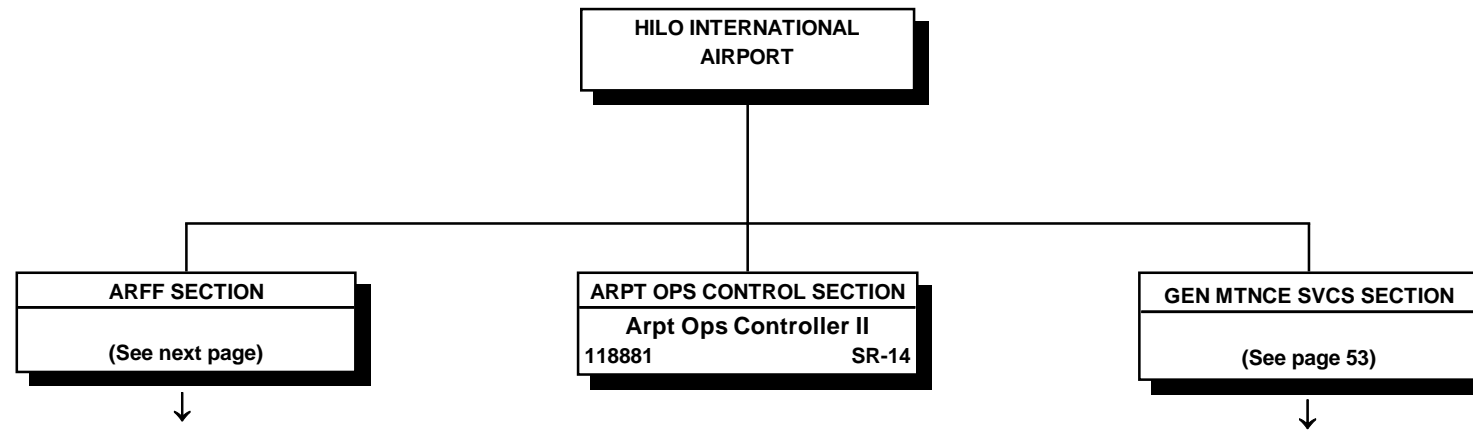 HILO INTERNATIONAL
AIRPORT
ARFF SECTION
(See next page)
ARPT OPS CONTROL SECTION
Arpt Ops Controller II
118881 SR-14
GEN MTNCE SVCS SECTION
(See page 53)